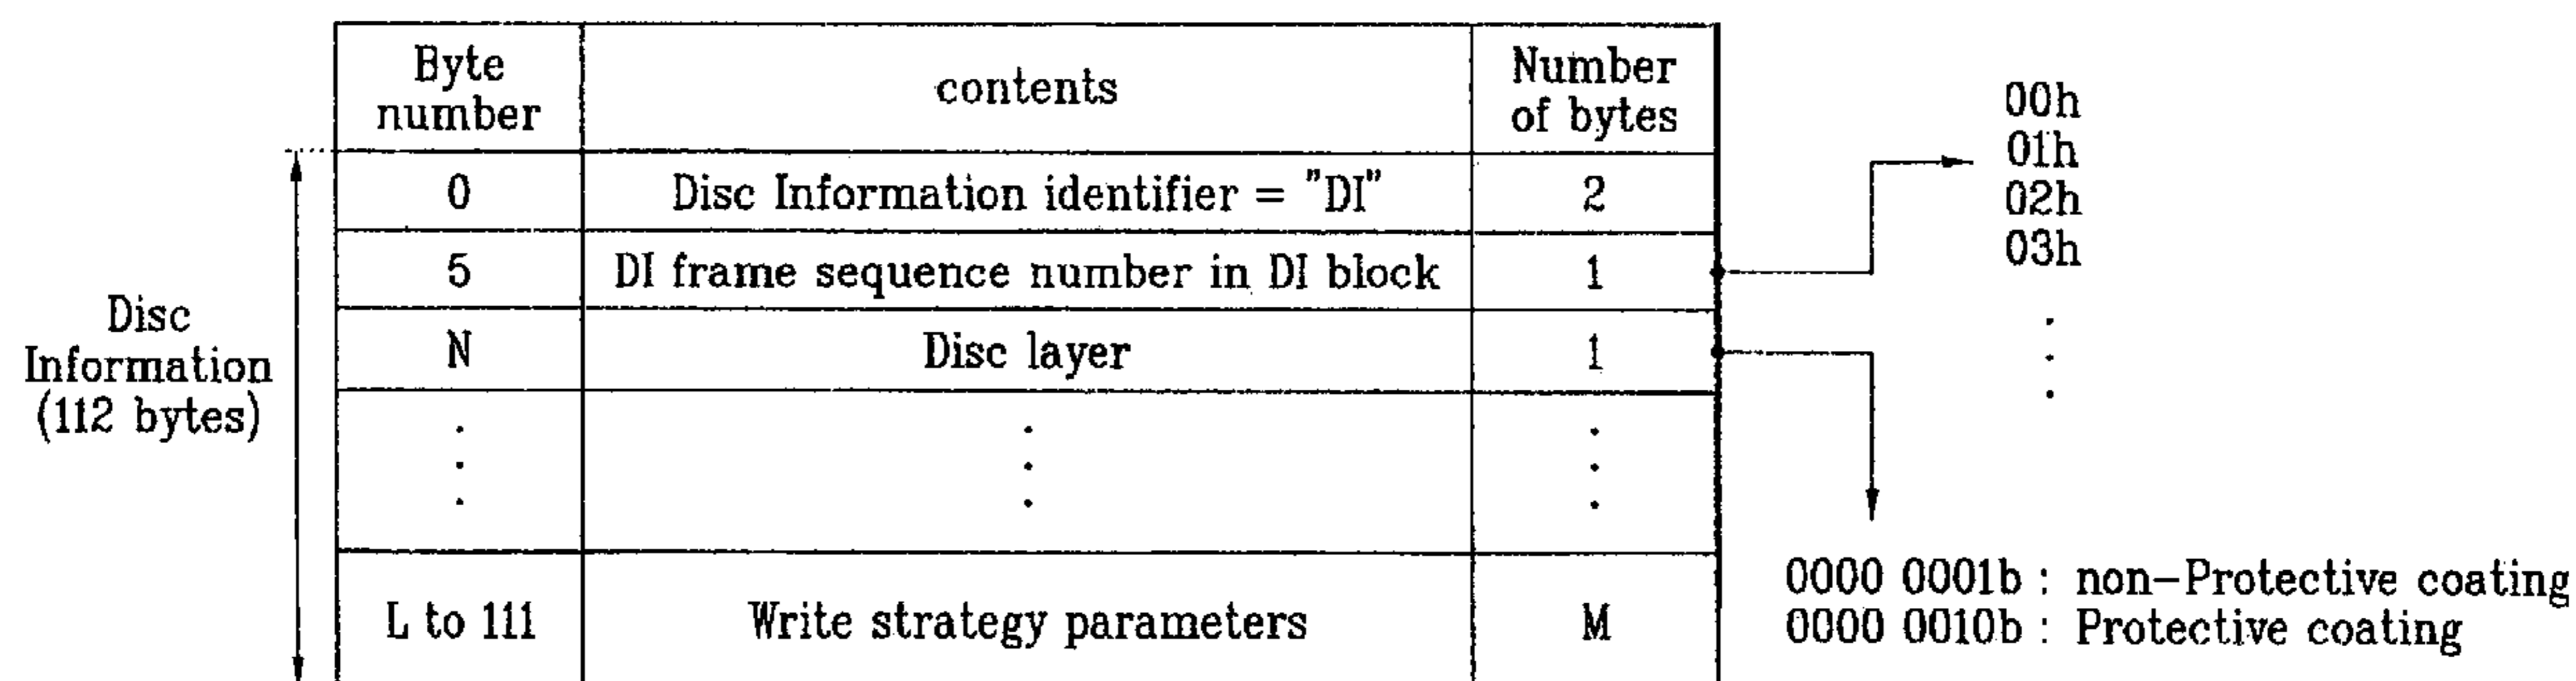 Byte number
contents
Number of bytes
0
Disc Information identifier = "DI"
2
5
DI frame sequence number in DI block
1
N
Disc layer
1
L to 111
Write strategy parameters
M
Disc
Information
(112 bytes)
00h
01h
02h
03h
0000 0001b : non-Protective coating
0000 0010b : Protective coating